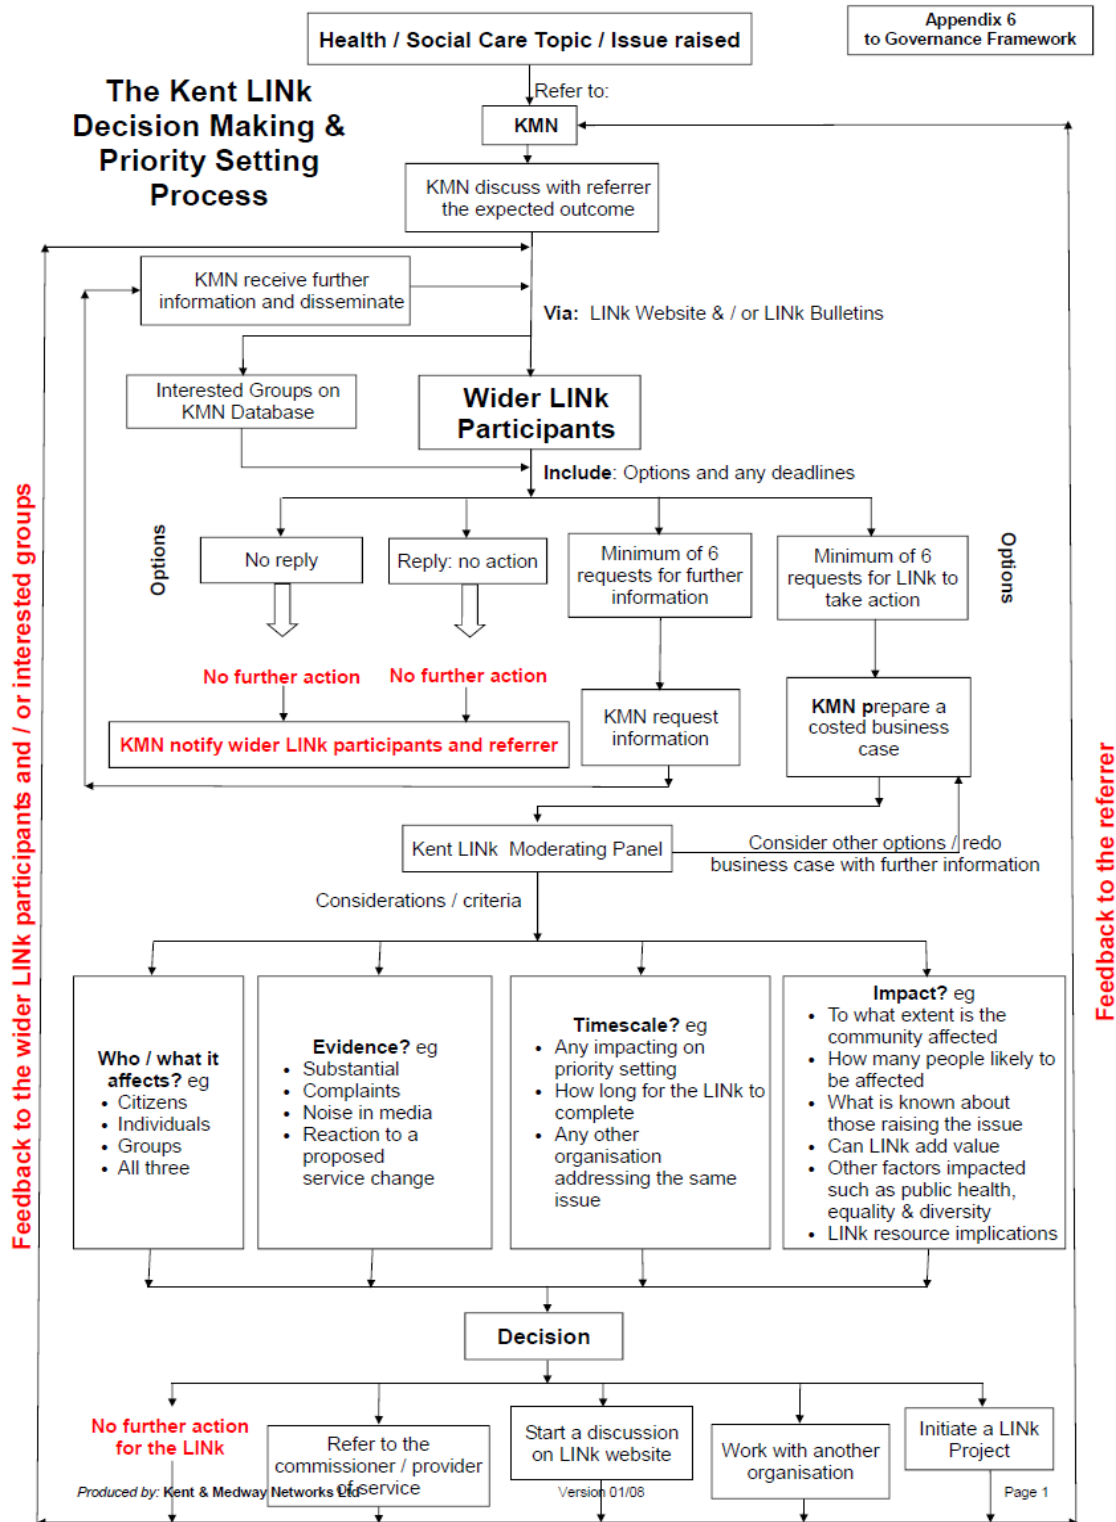 Appendix 6
to Governance Framework
Health / Social Care Topic / Issue raised
The Kent LINk
Decision Making &
Priority Setting
Process
Refer to:
KMN
KMN discuss with referrer
the expected outcome
KMN receive further
information and disseminate
Via: LINk Website & / or LINk Bulletins
Interested Groups on
KMN Database
Wider LINk
Participants
Include: Options and any deadlines
Options
No reply
Reply: no action
Minimum of 6
requests for further
information
Minimum of 6
requests for LINk to
take action
Options
No further action
No further action
KMN notify wider LINk participants and referrer
KMN request
information
KMN prepare a
costed business
case
Kent LINk Moderating Panel
Consider other options / redo
business case with further information
Considerations / criteria
Who / what it
affects? eg
• Citizens
• Individuals
• Groups
• All three
Evidence? eg
• Substantial
• Complaints
• Noise in media
• Reaction to a
proposed
service change
Timescale? eg
• Any impacting on
priority setting
• How long for the LINk to
complete
• Any other
organisation
addressing the same
issue
Impact? eg
• To what extent is the
community affected
• How many people likely to
be affected
• What is known about
those raising the issue
• Can LINk add value
• Other factors impacted
such as public health,
equality & diversity
• LINk resource implications
Decision
No further action
for the LINk
Refer to the
commissioner / provider
of service
Start a discussion
on LINk website
Work with another
organisation
Initiate a LINk
Project
Feedback to the wider LINk participants and / or interested groups
Feedback to the referrer
Produced by: Kent & Medway Networks Ltd
Version 01/08
Page 1